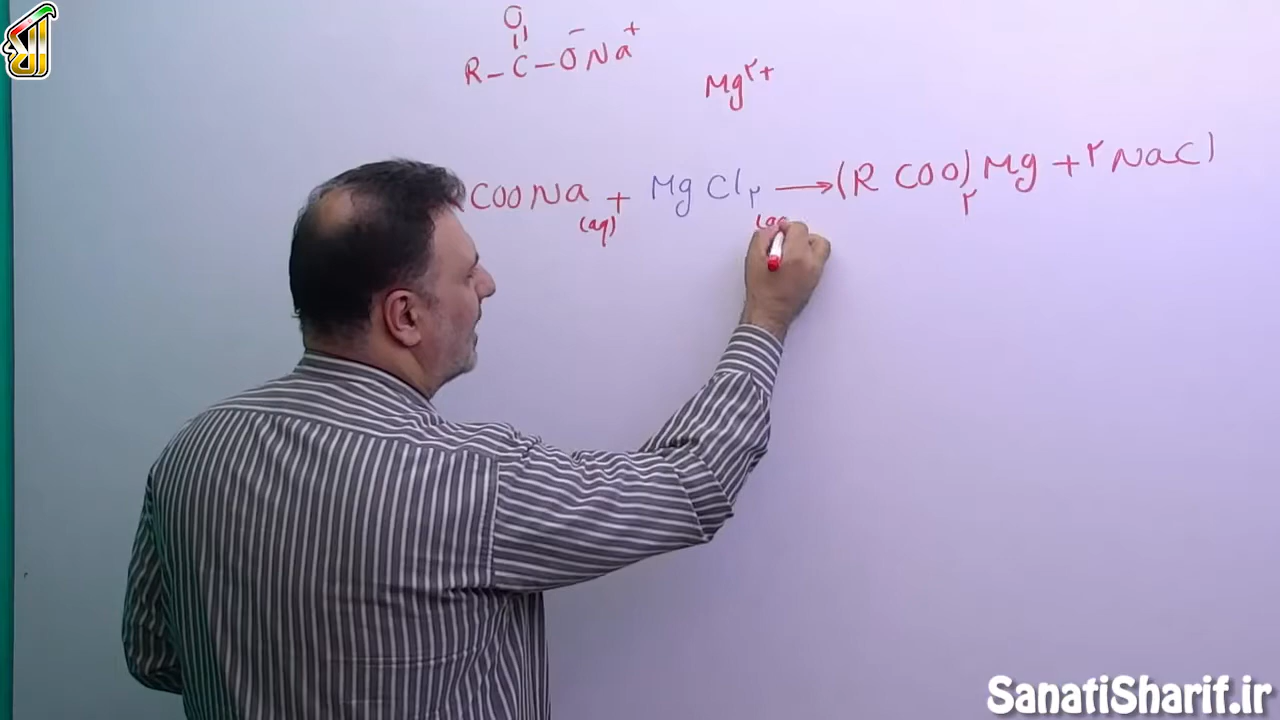 O
R-C-O⁻Na⁺
Mg²⁺
COONa + MgCl₂ → (RCOO)₂Mg + ۲NaCl
(aq) (a
SanatiSharif.ir